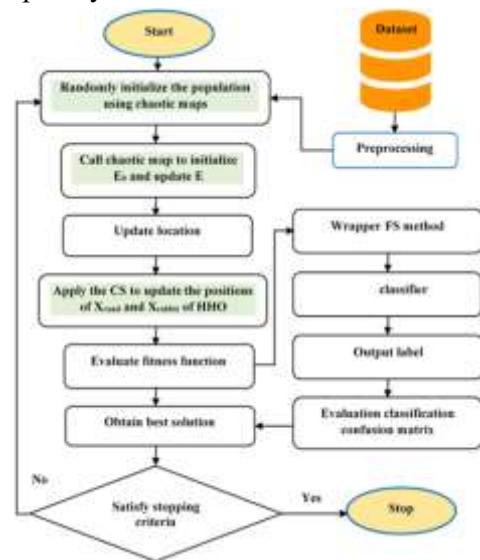 Start
Dataset
Randomly initialize the population
using chaotic maps
Preprocessing
Call chaotic map to initialize
E₀ and update E
Update location
Wrapper FS method
Apply the CS to update the positions
of Xrand and Xrabbit of HHO
classifier
Evaluate fitness function
Output label
Obtain best solution
Evaluation classification
confusion matrix
No
Satisfy stopping
criteria
Yes
Stop